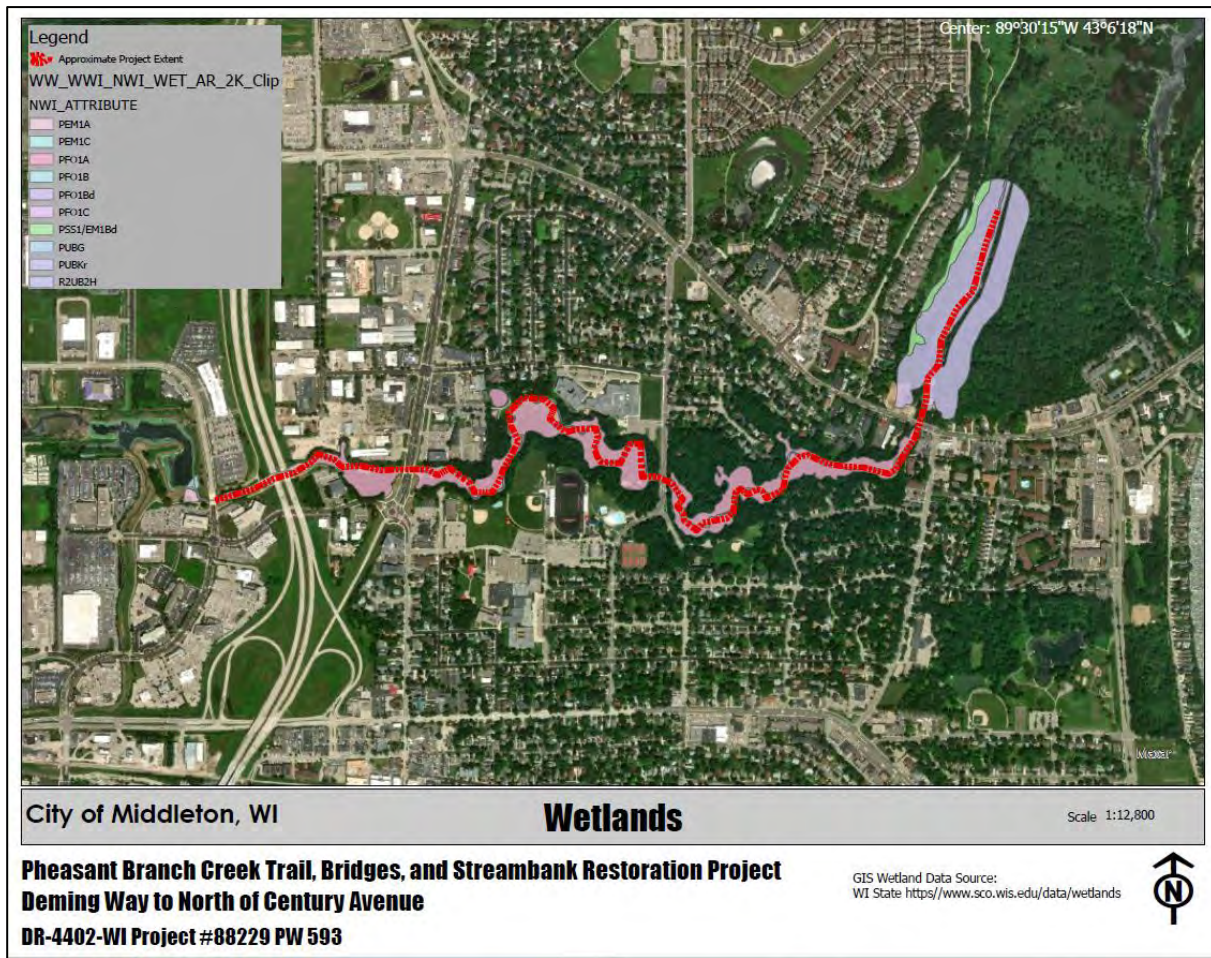 Center: 89°30'15"W 43°6'18"N
Legend
Approximate Project Extent
WW_WWI_NWI_WET_AR_2K_Clip
NWI_ATTRIBUTE
PEM1A
PEM1C
PFO1A
PFO1B
PFO1Bd
PFO1C
PSS1/EM1Bd
PUBG
PUBKr
R2UB2H
Maxar
City of Middleton, WI
Wetlands
Scale 1:12,800
Pheasant Branch Creek Trail, Bridges, and Streambank Restoration Project
Deming Way to North of Century Avenue
DR-4402-WI Project #88229 PW 593
GIS Wetland Data Source:
WI State https//www.sco.wis.edu/data/wetlands
N